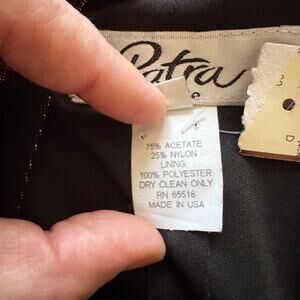 Patra
75% ACETATE
25% NYLON
LINING:
100% POLYESTER
DRY CLEAN ONLY
RN 65518
MADE IN USA